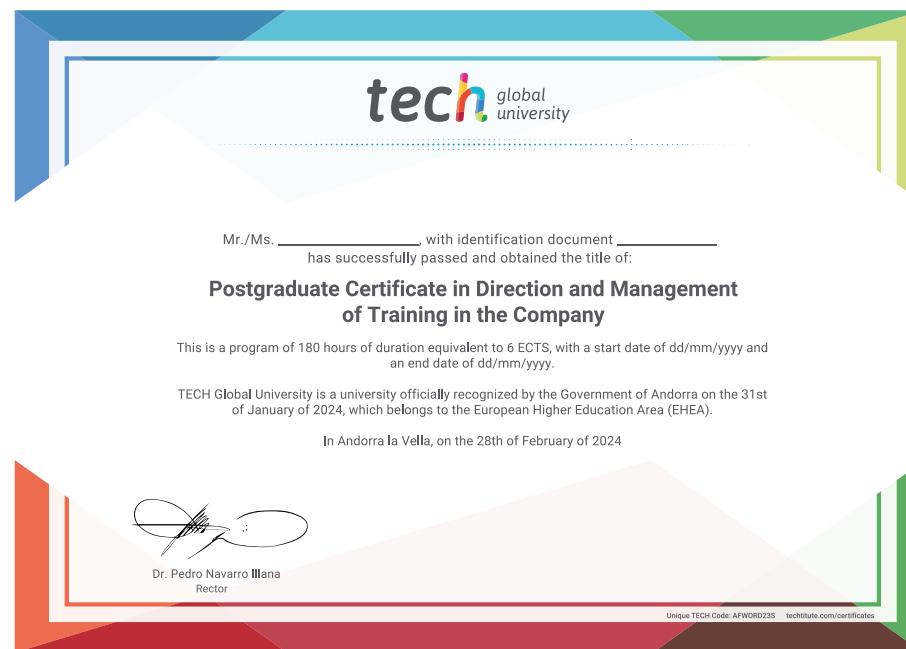 tech global
university
Mr./Ms. ____________, with identification document ____________
has successfully passed and obtained the title of:
Postgraduate Certificate in Direction and Management
of Training in the Company
This is a program of 180 hours of duration equivalent to 6 ECTS, with a start date of dd/mm/yyyy and
an end date of dd/mm/yyyy.
TECH Global University is a university officially recognized by the Government of Andorra on the 31st
of January of 2024, which belongs to the European Higher Education Area (EHEA).
In Andorra la Vella, on the 28th of February of 2024
Dr. Pedro Navarro Illana
Rector
Unique TECH Code: AFWORD23S techtitute.com/certificates